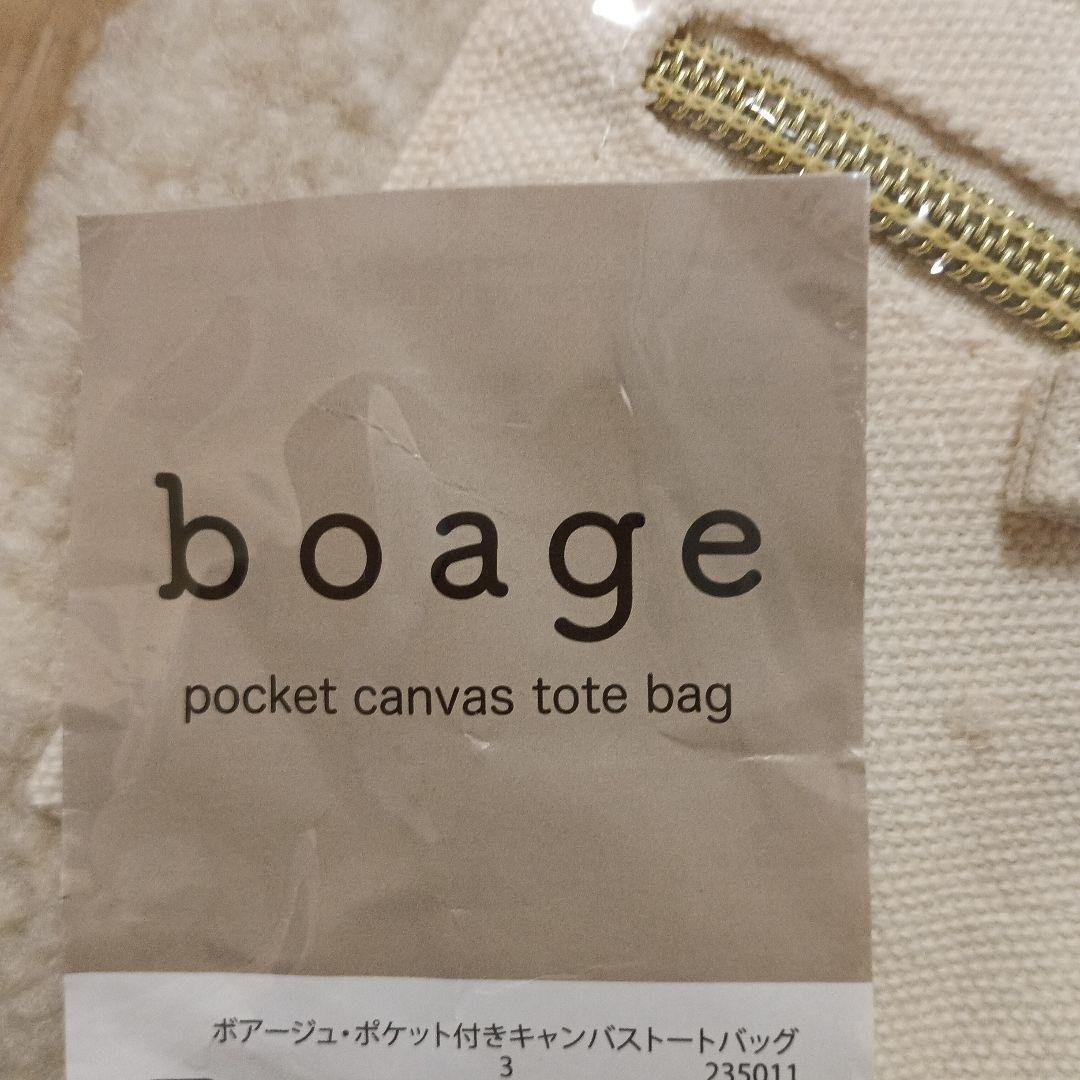 boage
pocket canvas tote bag
ボアージュ・ポケット付きキャンバストートバッグ
3 235011